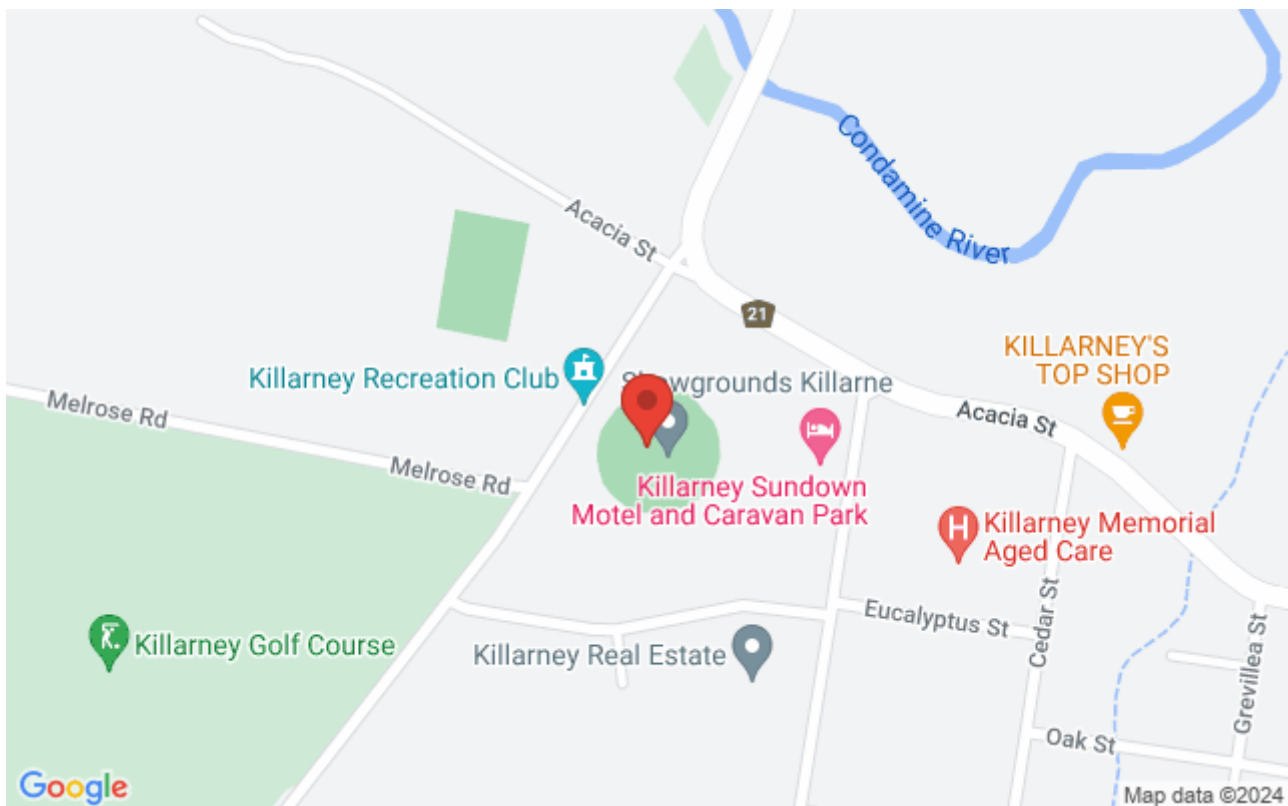 Condamine River
Acacia St
21
KILLARNEY'S
TOP SHOP
Killarney Recreation Club
Showgrounds Killarne
Melrose Rd
Acacia St
Melrose Rd
Killarney Sundown
Motel and Caravan Park
H
Killarney Memorial
Aged Care
Eucalyptus St
Cedar St
Killarney Golf Course
Killarney Real Estate
Grevillea St
Oak St
Google
Map data ©2024